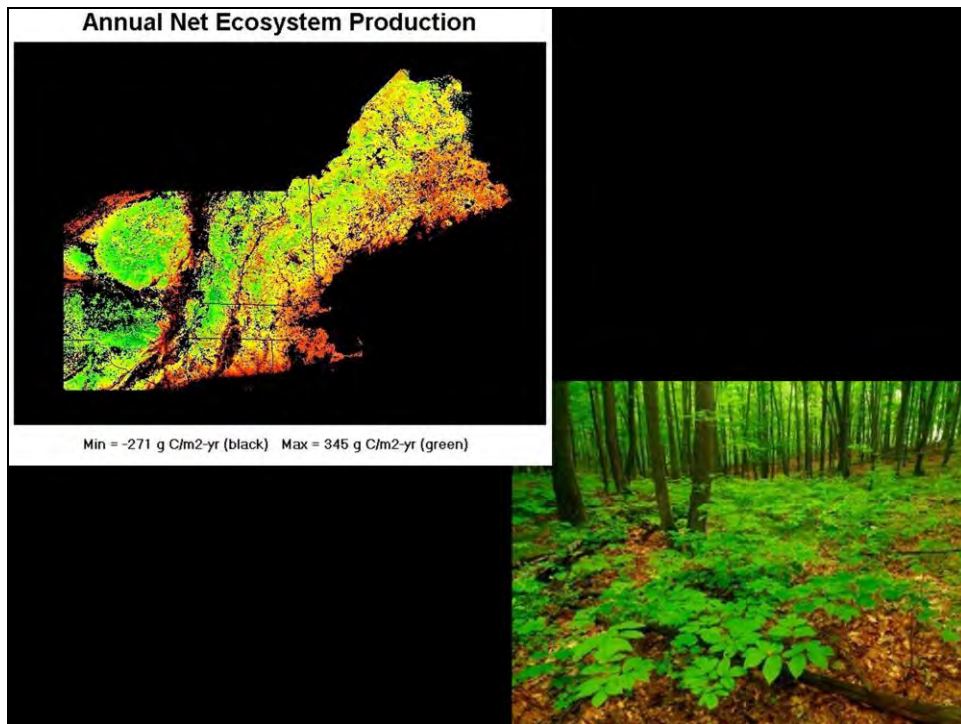 Annual Net Ecosystem Production
Min = -271 g C/m2-yr (black) Max = 345 g C/m2-yr (green)